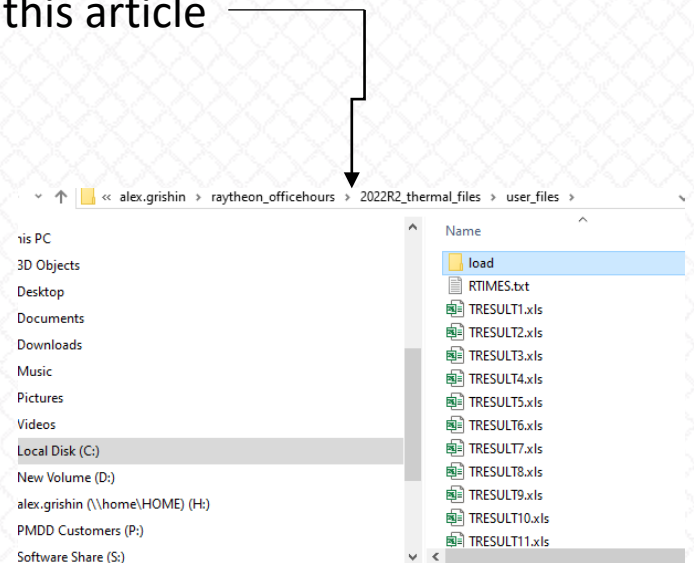 this article
« alex.grishin › raytheon_officehours › 2022R2_thermal_files › user_files ›
his PC
3D Objects
Desktop
Documents
Downloads
Music
Pictures
Videos
Local Disk (C:)
New Volume (D:)
alex.grishin (\\home\HOME) (H:)
PMDD Customers (P:)
Software Share (S:)
Name
load
RTIMES.txt
TRESULT1.xls
TRESULT2.xls
TRESULT3.xls
TRESULT4.xls
TRESULT5.xls
TRESULT6.xls
TRESULT7.xls
TRESULT8.xls
TRESULT9.xls
TRESULT10.xls
TRESULT11.xls